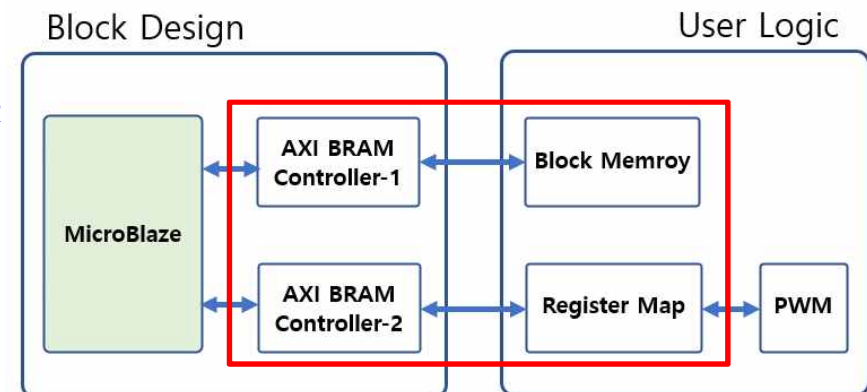 Block Design
User Logic
MicroBlaze
AXI BRAM
Controller-1
Block Memroy
AXI BRAM
Controller-2
Register Map
PWM